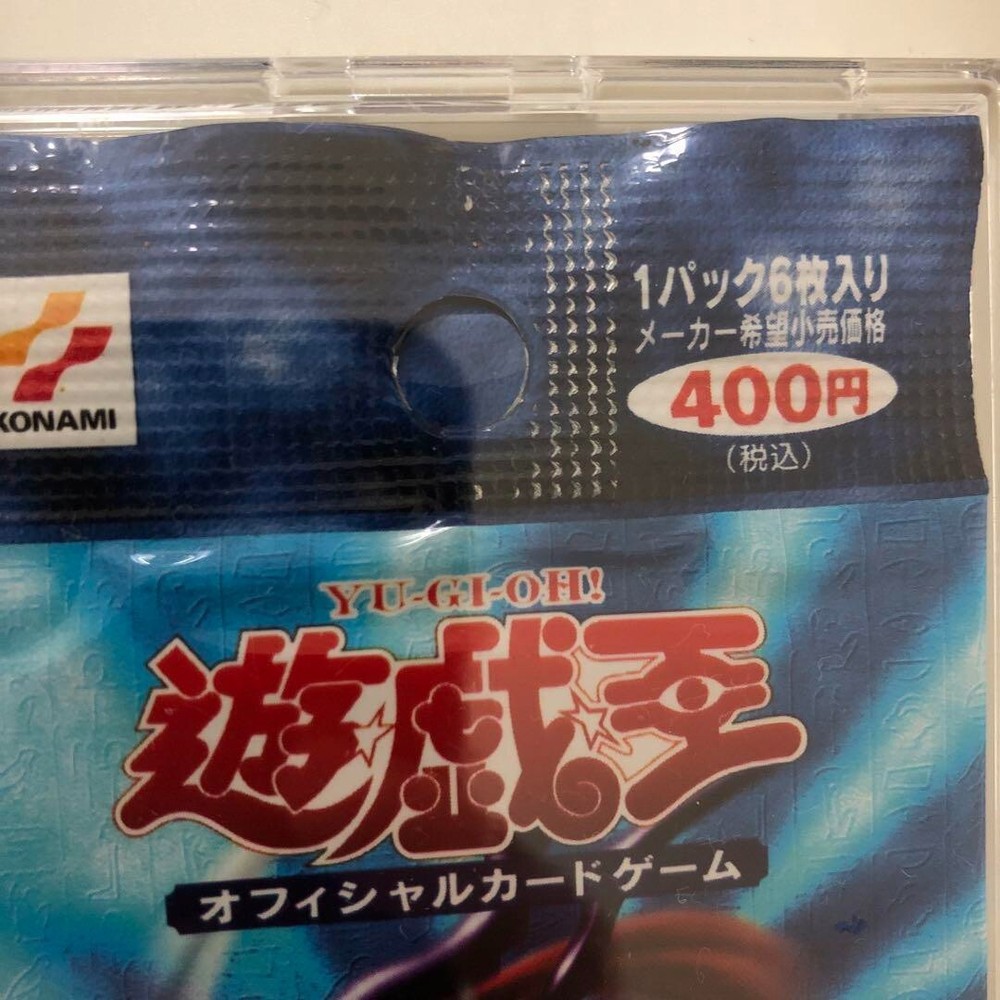 1パック6枚入り
メーカー希望小売価格
400円
(税込)
KONAMI
YU-GI-OH!
遊戯王
オフィシャルカードゲーム